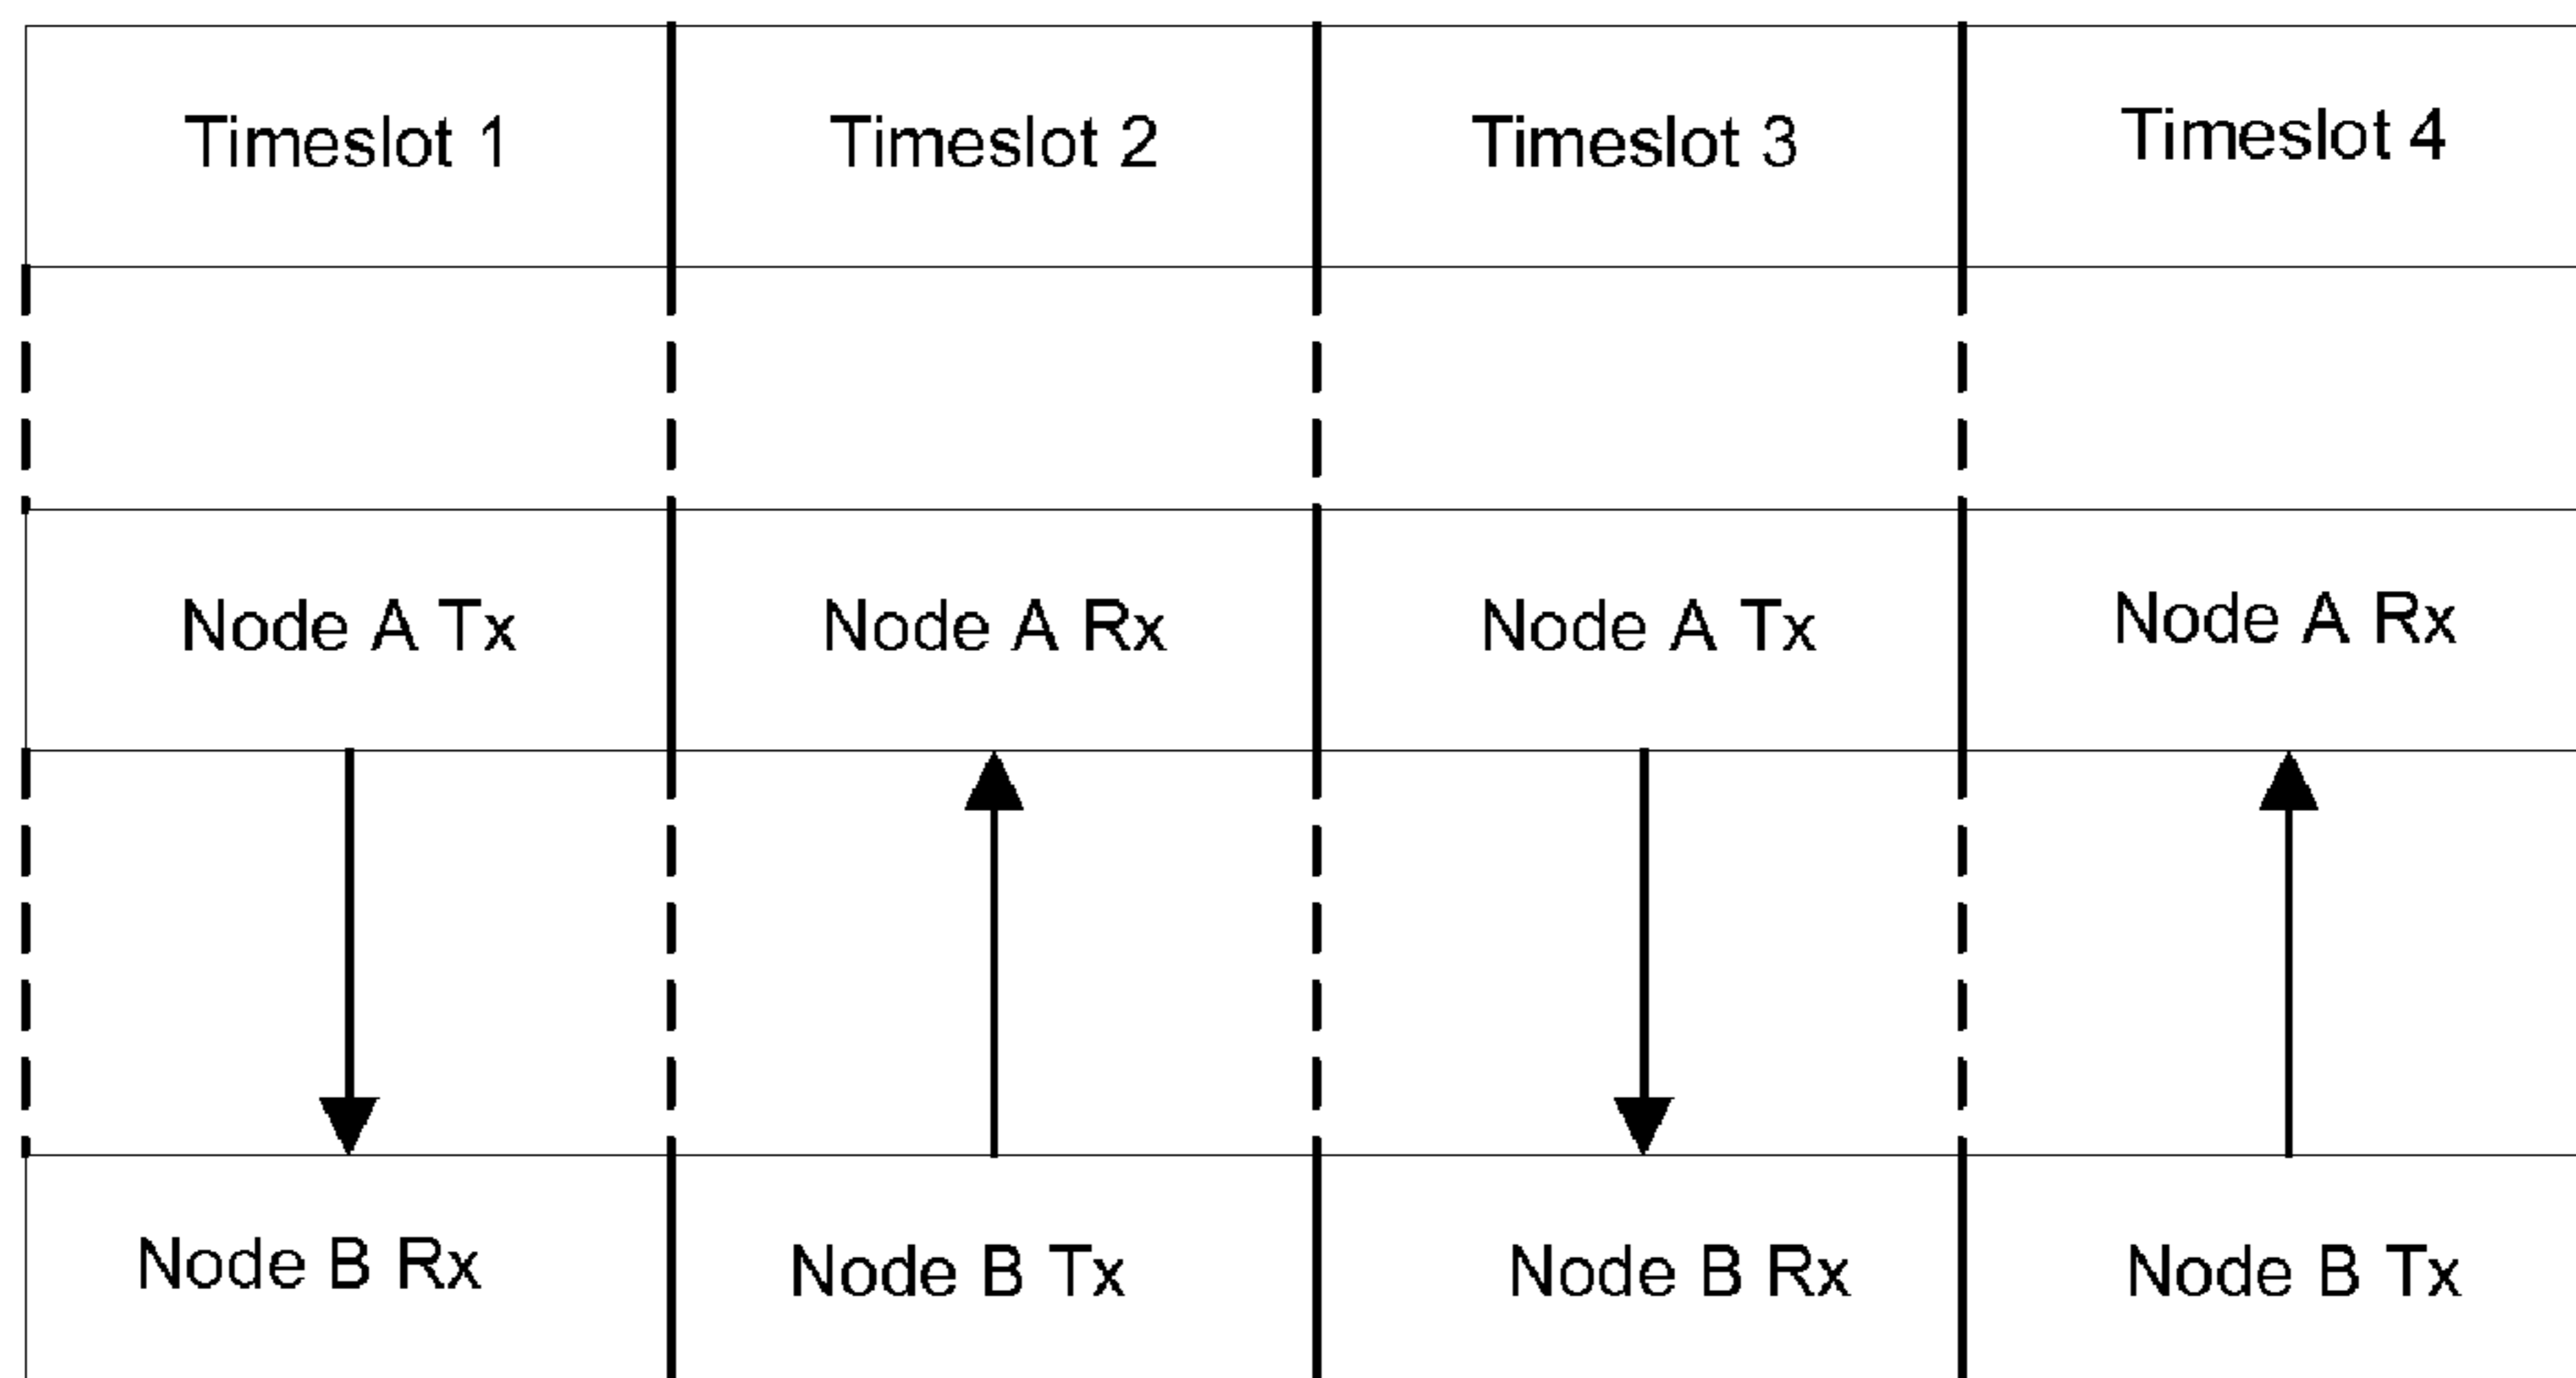 Timeslot 1 Timeslot 2 Timeslot 3 Timeslot 4
Node A Tx Node A Rx Node A Tx Node A Rx
Node B Rx Node B Tx Node B Rx Node B Tx